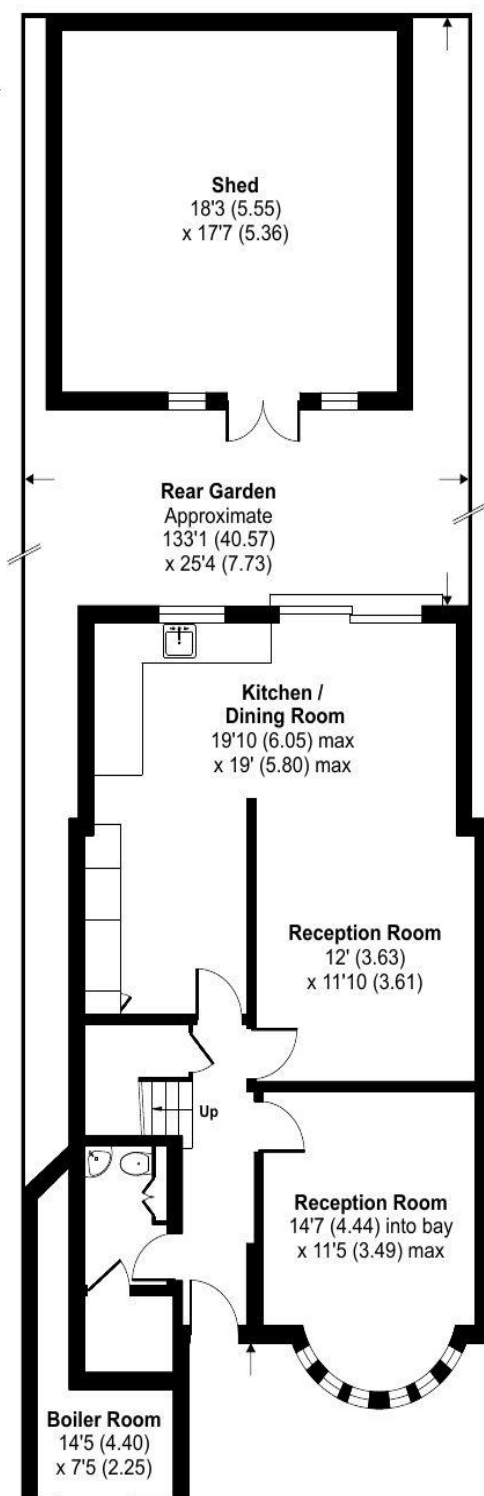 Shed
18'3 (5.55)
x 17'7 (5.36)
Rear Garden
Approximate
133'1 (40.57)
x 25'4 (7.73)
Kitchen /
Dining Room
19'10 (6.05) max
x 19' (5.80) max
Reception Room
12' (3.63)
x 11'10 (3.61)
Up
Reception Room
14'7 (4.44) into bay
x 11'5 (3.49) max
Boiler Room
14'5 (4.40)
x 7'5 (2.25)